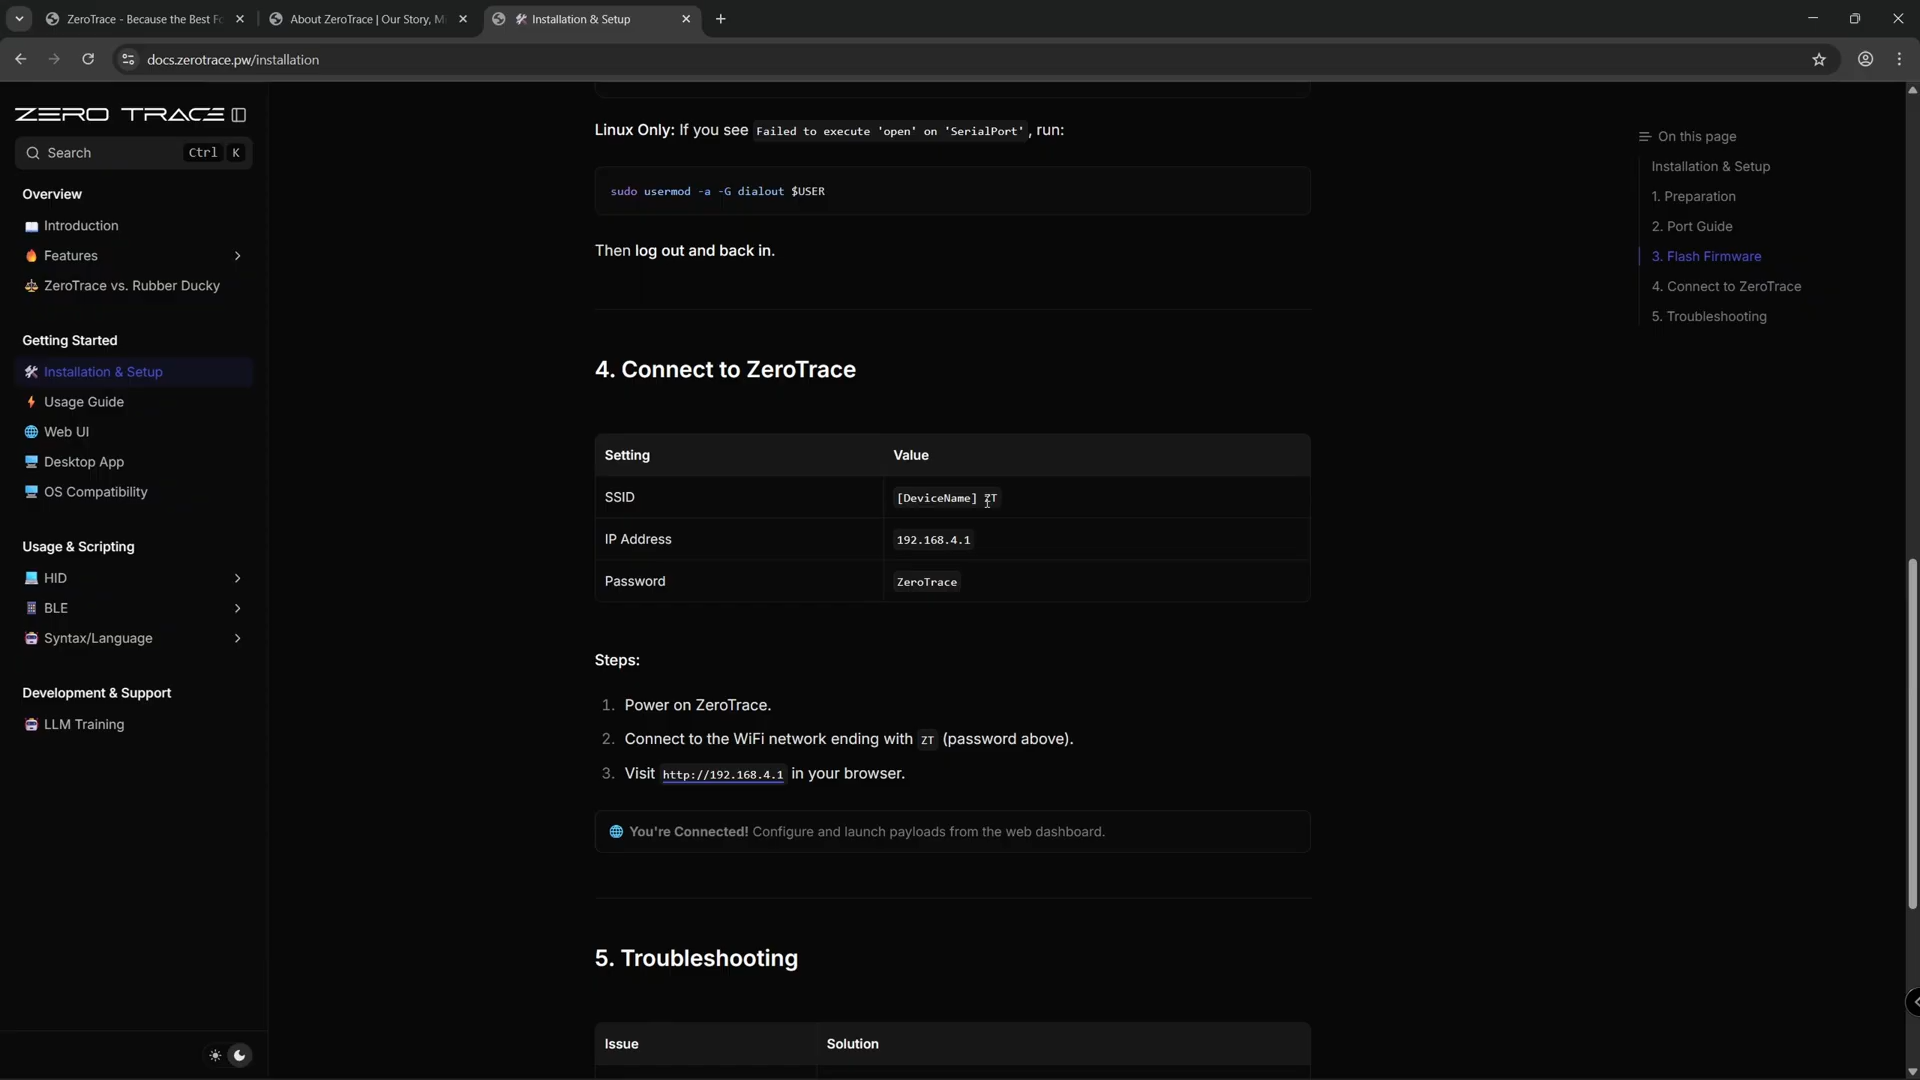 ZeroTrace - Because the Best Fo
About ZeroTrace | Our Story, M
Installation & Setup
docs.zerotrace.pw/installation
ZERO TRACE
Search Ctrl K
Overview
Introduction
Features
ZeroTrace vs. Rubber Ducky
Getting Started
Installation & Setup
Usage Guide
Web UI
Desktop App
OS Compatibility
Usage & Scripting
HID
BLE
Syntax/Language
Development & Support
LLM Training
Linux Only: If you see Failed to execute 'open' on 'SerialPort', run:
sudo usermod -a -G dialout $USER
Then log out and back in.
4. Connect to ZeroTrace
Setting Value
SSID [DeviceName] ZT
IP Address 192.168.4.1
Password ZeroTrace
Steps:
1. Power on ZeroTrace.
2. Connect to the WiFi network ending with ZT (password above).
3. Visit http://192.168.4.1 in your browser.
You're Connected! Configure and launch payloads from the web dashboard.
5. Troubleshooting
Issue Solution
On this page
Installation & Setup
1. Preparation
2. Port Guide
3. Flash Firmware
4. Connect to ZeroTrace
5. Troubleshooting